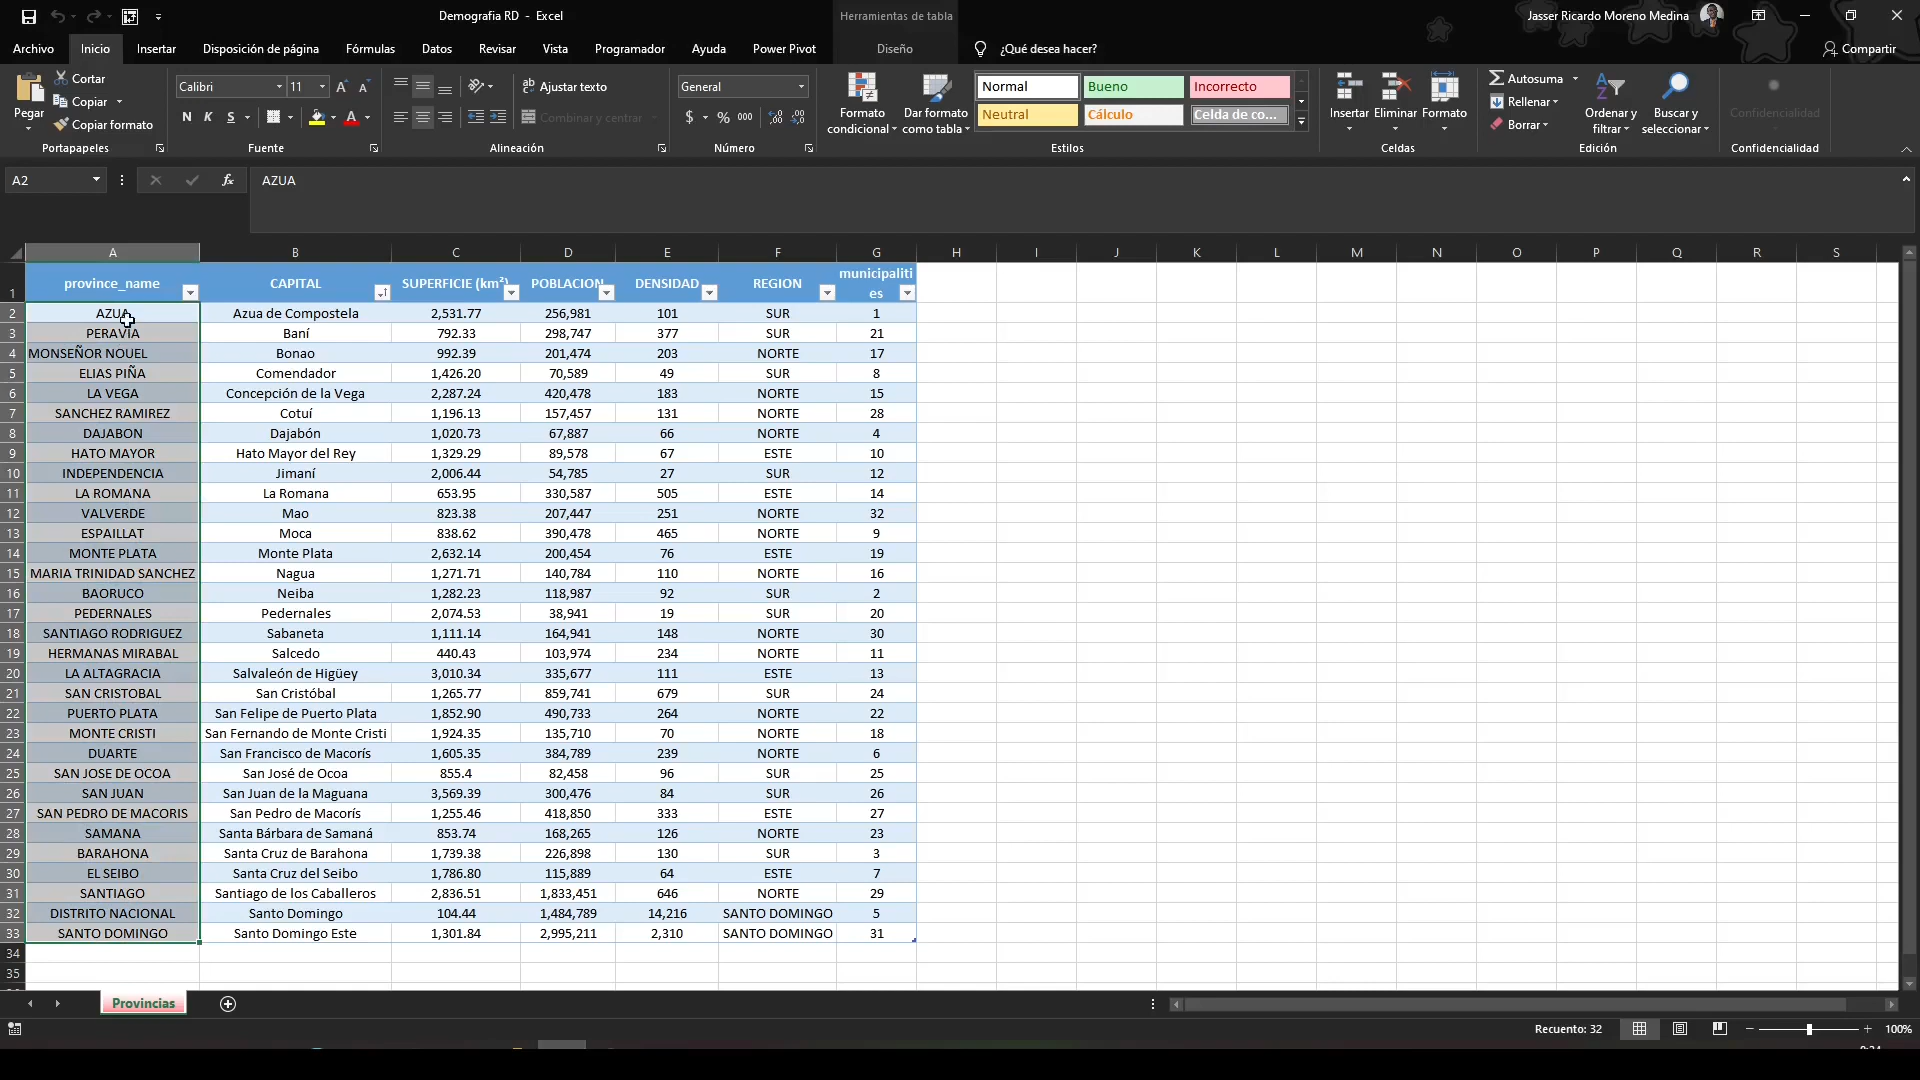 Demografia RD - Excel
Herramientas de tabla
Jasser Ricardo Moreno Medina
Archivo Inicio Insertar Disposición de página Fórmulas Datos Revisar Vista Programador Ayuda Power Pivot Diseño ¿Qué desea hacer? Compartir
Pegar
Cortar
Copiar
Copiar formato
Portapapeles
Calibri 11
N K S
Fuente
Ajustar texto
Combinar y centrar
Alineación
General
$ % 000
Número
Formato condicional
Dar formato como tabla
Normal Bueno Incorrecto
Neutral Cálculo Celda de co...
Estilos
Insertar Eliminar Formato
Celdas
Autosuma
Rellenar
Borrar
Ordenar y filtrar
Buscar y seleccionar
Edición
Confidencialidad
Confidencialidad
A2 fx AZUA
A B C D E F G H I J K L M N O P Q R S
1 province_name CAPITAL SUPERFICIE (km²) POBLACION DENSIDAD REGION municipalities
2 AZUA Azua de Compostela 2,531.77 256,981 101 SUR 1
3 PERAVIA Baní 792.33 298,747 377 SUR 21
4 MONSEÑOR NOUEL Bonao 992.39 201,474 203 NORTE 17
5 ELIAS PIÑA Comendador 1,426.20 70,589 49 SUR 8
6 LA VEGA Concepción de la Vega 2,287.24 420,478 183 NORTE 15
7 SANCHEZ RAMIREZ Cotuí 1,196.13 157,457 131 NORTE 28
8 DAJABON Dajabón 1,020.73 67,887 66 NORTE 4
9 HATO MAYOR Hato Mayor del Rey 1,329.29 89,578 67 ESTE 10
10 INDEPENDENCIA Jimaní 2,006.44 54,785 27 SUR 12
11 LA ROMANA La Romana 653.95 330,587 505 ESTE 14
12 VALVERDE Mao 823.38 207,447 251 NORTE 32
13 ESPAILLAT Moca 838.62 390,478 465 NORTE 9
14 MONTE PLATA Monte Plata 2,632.14 200,454 76 ESTE 19
15 MARIA TRINIDAD SANCHEZ Nagua 1,271.71 140,784 110 NORTE 16
16 BAORUCO Neiba 1,282.23 118,987 92 SUR 2
17 PEDERNALES Pedernales 2,074.53 38,941 19 SUR 20
18 SANTIAGO RODRIGUEZ Sabaneta 1,111.14 164,941 148 NORTE 30
19 HERMANAS MIRABAL Salcedo 440.43 103,974 234 NORTE 11
20 LA ALTAGRACIA Salvaleón de Higüey 3,010.34 335,677 111 ESTE 13
21 SAN CRISTOBAL San Cristóbal 1,265.77 859,741 679 SUR 24
22 PUERTO PLATA San Felipe de Puerto Plata 1,852.90 490,733 264 NORTE 22
23 MONTE CRISTI San Fernando de Monte Cristi 1,924.35 135,710 70 NORTE 18
24 DUARTE San Francisco de Macorís 1,605.35 384,789 239 NORTE 6
25 SAN JOSE DE OCOA San José de Ocoa 855.4 82,458 96 SUR 25
26 SAN JUAN San Juan de la Maguana 3,569.39 300,476 84 SUR 26
27 SAN PEDRO DE MACORIS San Pedro de Macorís 1,255.46 418,850 333 ESTE 27
28 SAMANA Santa Bárbara de Samaná 853.74 168,265 126 NORTE 23
29 BARAHONA Santa Cruz de Barahona 1,739.38 226,898 130 SUR 3
30 EL SEIBO Santa Cruz del Seibo 1,786.80 115,889 64 ESTE 7
31 SANTIAGO Santiago de los Caballeros 2,836.51 1,833,451 646 NORTE 29
32 DISTRITO NACIONAL Santo Domingo 104.44 1,484,789 14,216 SANTO DOMINGO 5
33 SANTO DOMINGO Santo Domingo Este 1,301.84 2,995,211 2,310 SANTO DOMINGO 31
34
35
Provincias
Recuento: 32 100%